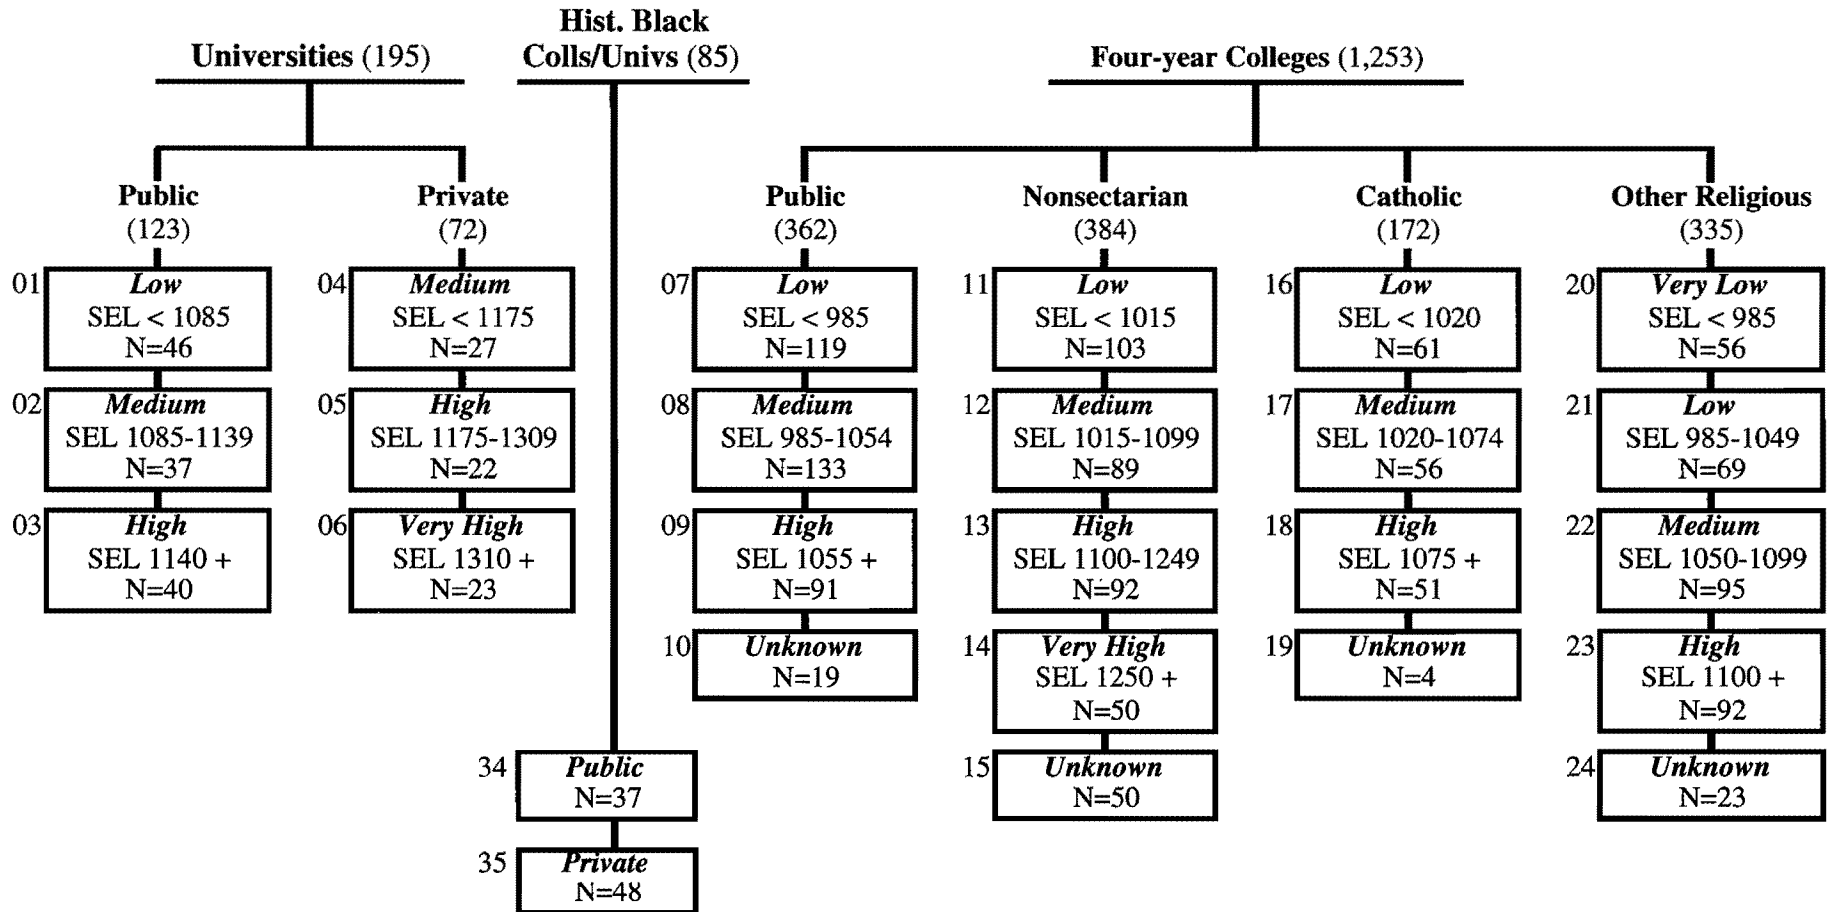 Hist. Black
Universities (195)
Colls/Univs (85)
Four-year Colleges (1,253)
Public
(123)
01
Low
SEL < 1085
N=46
02
Medium
SEL 1085-1139
N=37
03
High
SEL 1140 +
N=40
Private
(72)
04
Medium
SEL < 1175
N=27
05
High
SEL 1175-1309
N=22
06
Very High
SEL 1310 +
N=23
34
Public
N=37
35
Private
N=48
Public
(362)
07
Low
SEL < 985
N=119
08
Medium
SEL 985-1054
N=133
09
High
SEL 1055 +
N=91
10
Unknown
N=19
Nonsectarian
(384)
11
Low
SEL < 1015
N=103
12
Medium
SEL 1015-1099
N=89
13
High
SEL 1100-1249
N=92
14
Very High
SEL 1250 +
N=50
15
Unknown
N=50
Catholic
(172)
16
Low
SEL < 1020
N=61
17
Medium
SEL 1020-1074
N=56
18
High
SEL 1075 +
N=51
19
Unknown
N=4
Other Religious
(335)
20
Very Low
SEL < 985
N=56
21
Low
SEL 985-1049
N=69
22
Medium
SEL 1050-1099
N=95
23
High
SEL 1100 +
N=92
24
Unknown
N=23